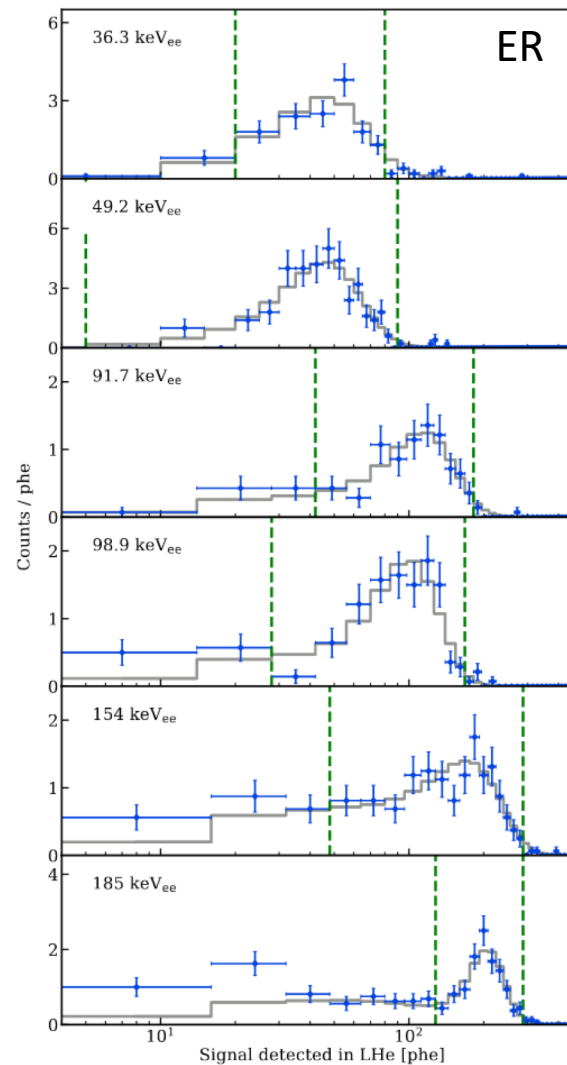 ER
36.3 keVee
6
3
0
49.2 keVee
6
3
0
91.7 keVee
2
1
0
98.9 keVee
2
1
0
154 keVee
2
1
0
185 keVee
4
2
0
Counts / phe
10¹ 10²
Signal detected in LHe [phe]